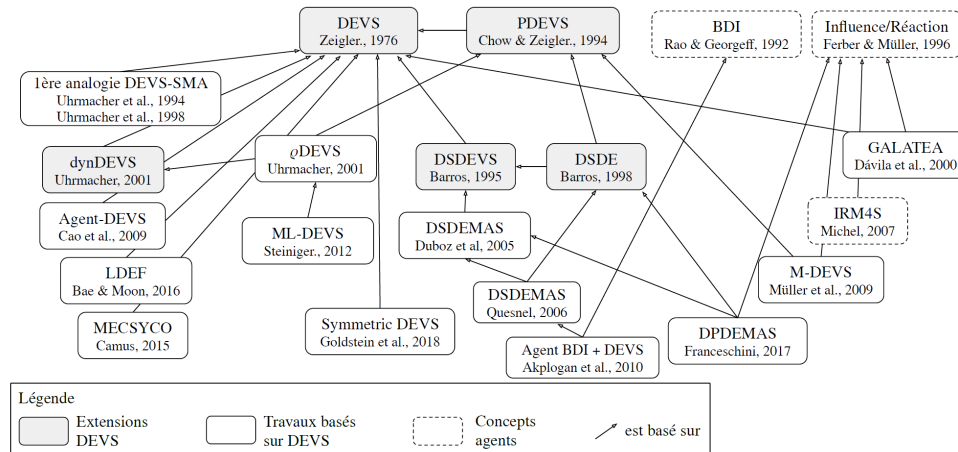 DEVS
Zeigler., 1976
PDEVS
Chow & Zeigler., 1994
BDI
Rao & Georgeff, 1992
Influence/Réaction
Ferber & Müller, 1996
1ère analogie DEVS-SMA
Uhrmacher et al., 1994
Uhrmacher et al., 1998
dynDEVS
Uhrmacher, 2001
ϱDEVS
Uhrmacher, 2001
DSDEVS
Barros, 1995
DSDE
Barros, 1998
GALATEA
Dávila et al., 2000
Agent-DEVS
Cao et al., 2009
ML-DEVS
Steiniger., 2012
DSDEMAS
Duboz et al, 2005
IRM4S
Michel, 2007
LDEF
Bae & Moon, 2016
DSDEMAS
Quesnel, 2006
M-DEVS
Müller et al., 2009
MECSYCO
Camus, 2015
Symmetric DEVS
Goldstein et al., 2018
Agent BDI + DEVS
Akplogan et al., 2010
DPDEMAS
Franceschini, 2017
Légende
Extensions
DEVS
Travaux basés
sur DEVS
Concepts
agents
est basé sur